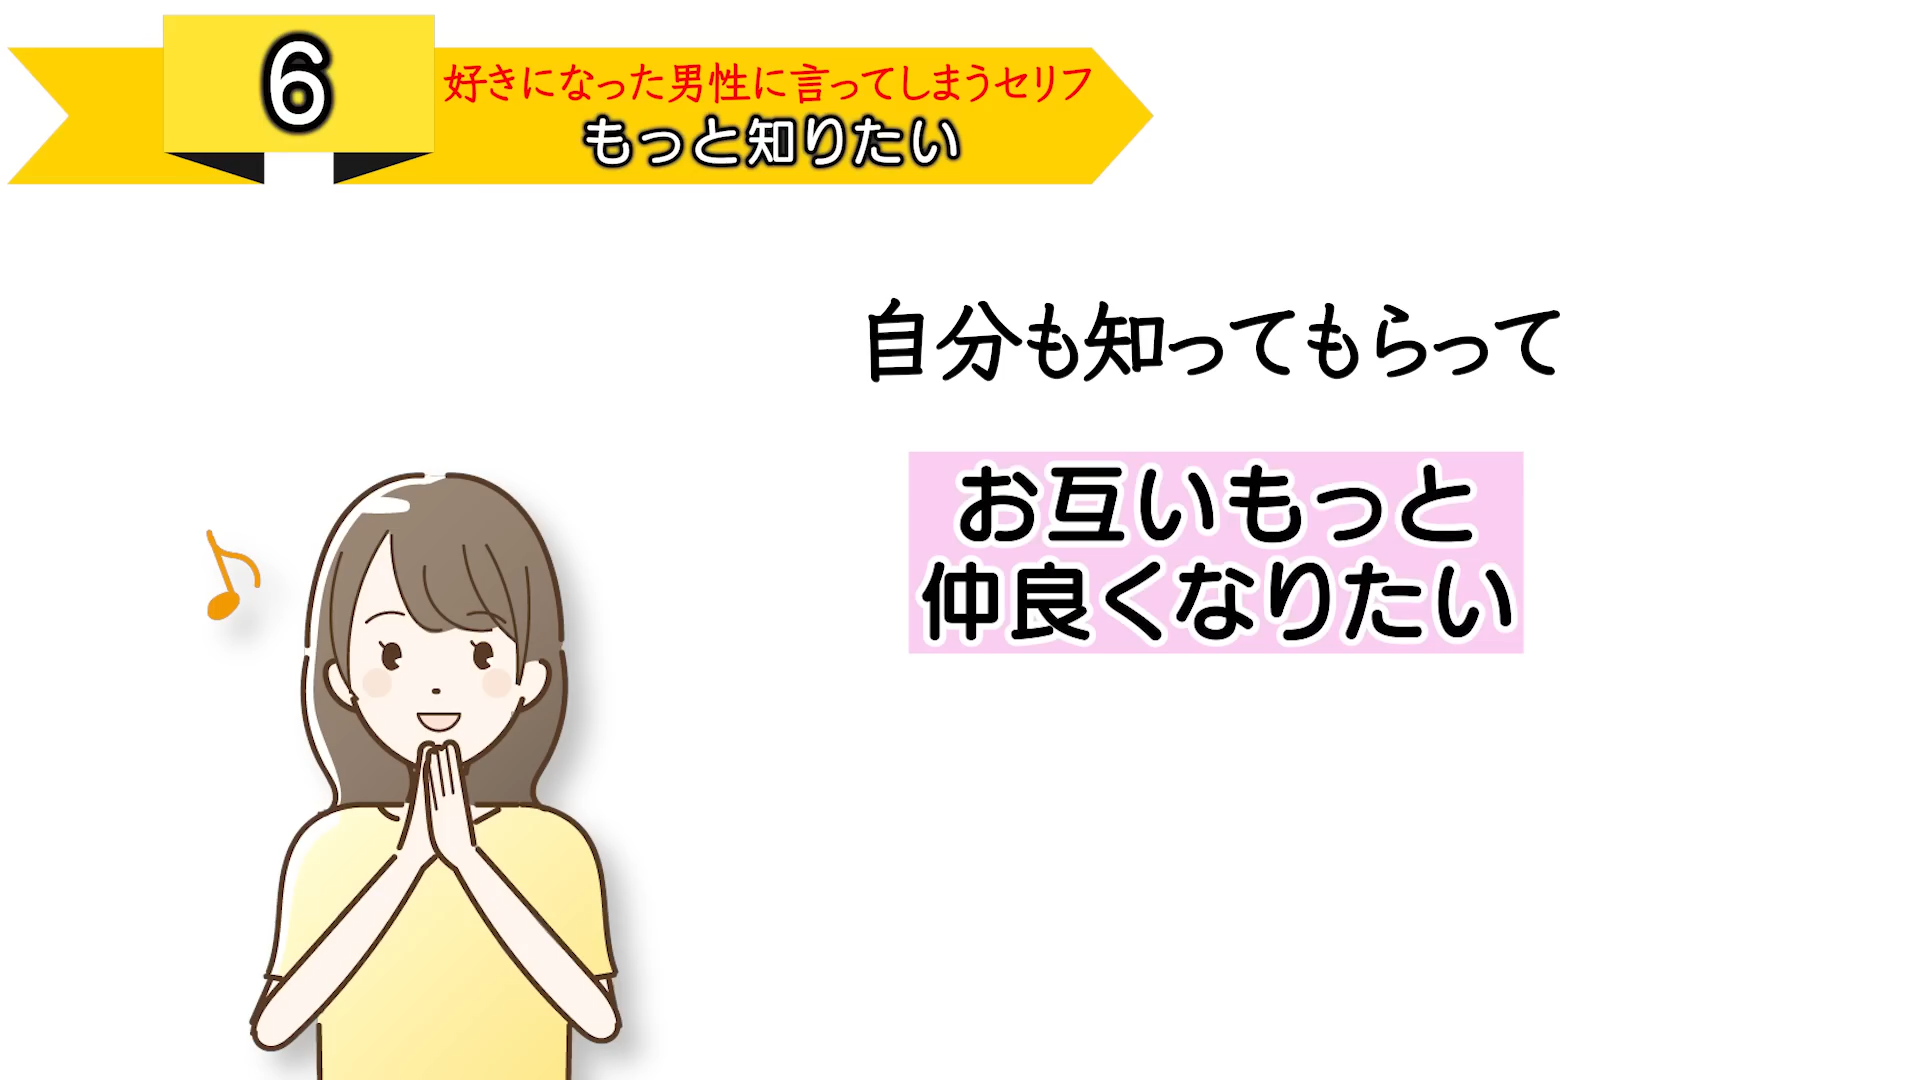 6
好きになった男性に言ってしまうセリフ
もっと知りたい
自分も知ってもらって
お互いもっと
仲良くなりたい